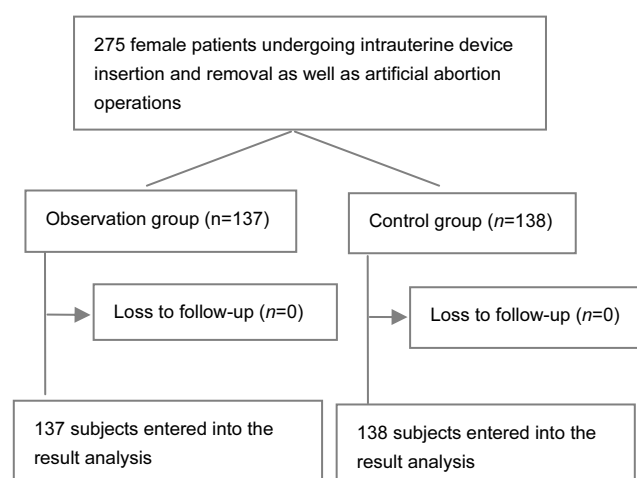 275 female patients undergoing intrauterine device
insertion and removal as well as artificial abortion
operations
Observation group (n=137)
Control group (n=138)
Loss to follow-up (n=0)
Loss to follow-up (n=0)
137 subjects entered into the
result analysis
138 subjects entered into the
result analysis